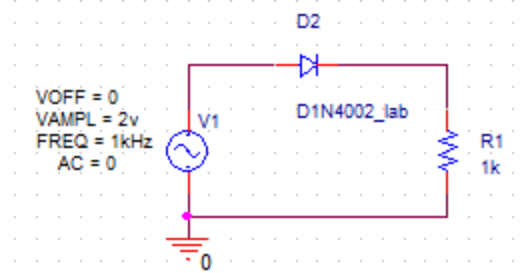 D2
VOFF = 0
VAMPL = 2v
FREQ = 1kHz
AC = 0
V1
D1N4002_lab
R1
1k
0